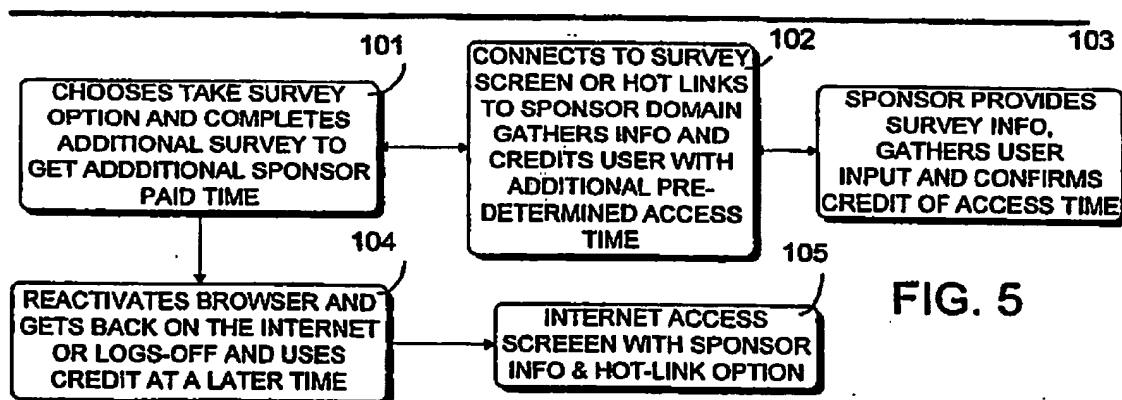 101
CHOOSES TAKE SURVEY
OPTION AND COMPLETES
ADDITIONAL SURVEY TO
GET ADDDITIONAL SPONSOR
PAID TIME
102
CONNECTS TO SURVEY
SCREEN OR HOT LINKS
TO SPONSOR DOMAIN
GATHERS INFO AND
CREDITS USER WITH
ADDITIONAL PRE-
DETERMINED ACCESS
TIME
103
SPONSOR PROVIDES
SURVEY INFO,
GATHERS USER
INPUT AND CONFIRMS
CREDIT OF ACCESS TIME
104
REACTIVATES BROWSER AND
GETS BACK ON THE INTERNET
OR LOGS-OFF AND USES
CREDIT AT A LATER TIME
105
INTERNET ACCESS
SCREEEN WITH SPONSOR
INFO & HOT-LINK OPTION
FIG. 5